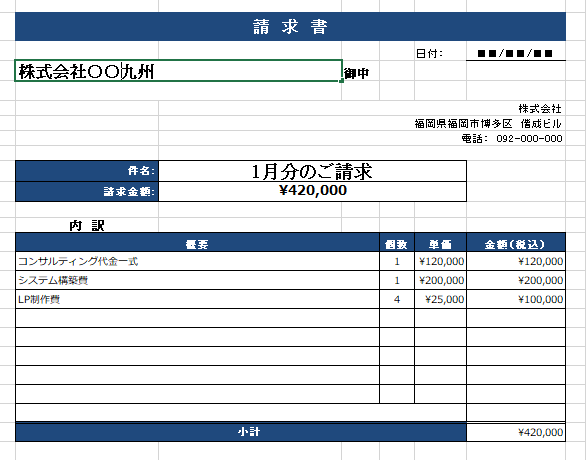 請 求 書
日付: ■■/■■/■■
株式会社〇〇九州 御中
株式会社
福岡県福岡市博多区 偕成ビル
電話: 092-000-000
件名: 1月分のご請求
請求金額: ¥420,000
内 訳
概要 個数 単価 金額(税込)
コンサルティング代金一式 1 ¥120,000 ¥120,000
システム構築費 1 ¥200,000 ¥200,000
LP制作費 4 ¥25,000 ¥100,000
小計 ¥420,000